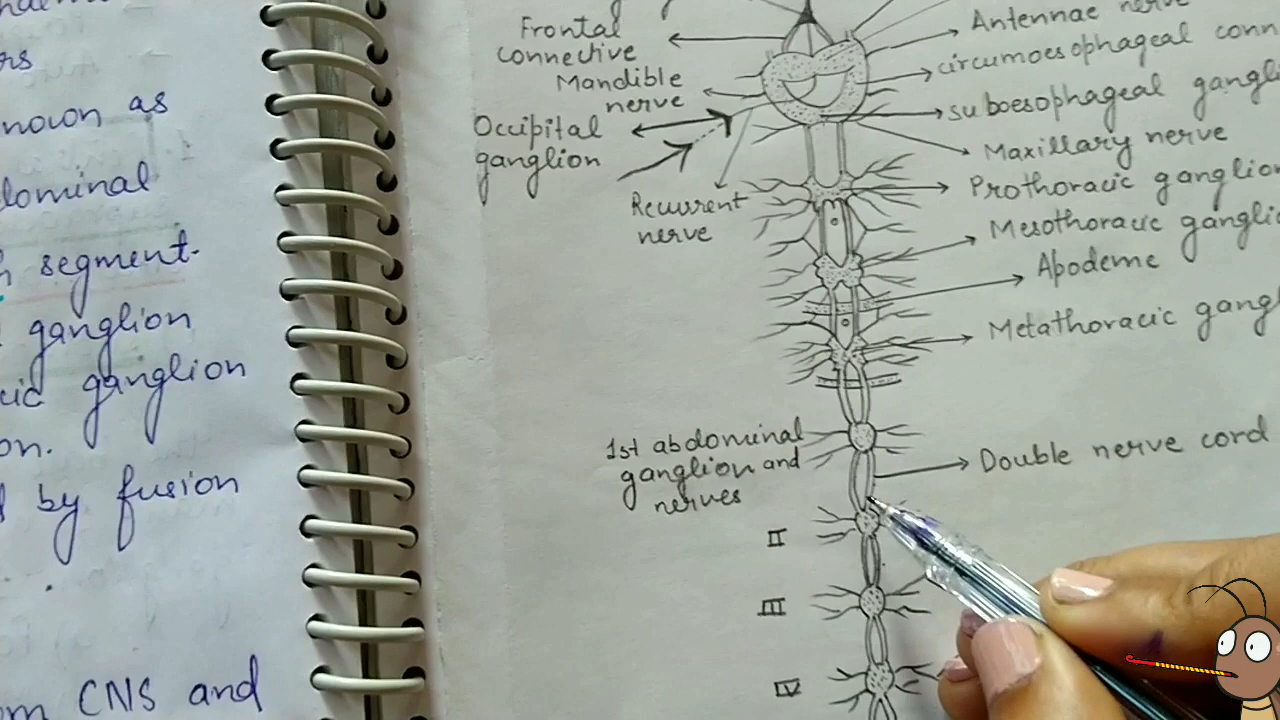 nown as
segment-
ganglion
ganglion
on.
by fusion
CNS and
Frontal
connective
Mandible
nerve
Occipital
ganglion
Recurrent
nerve
1st abdominal
ganglion and
nerves
II
III
IV
Antennae nerve
circumoesophageal conn
suboesophageal gangli
Maxillary nerve
Prothoracic ganglion
Mesothoracic ganglio
Apodeme
Metathoracic gang
Double nerve cord